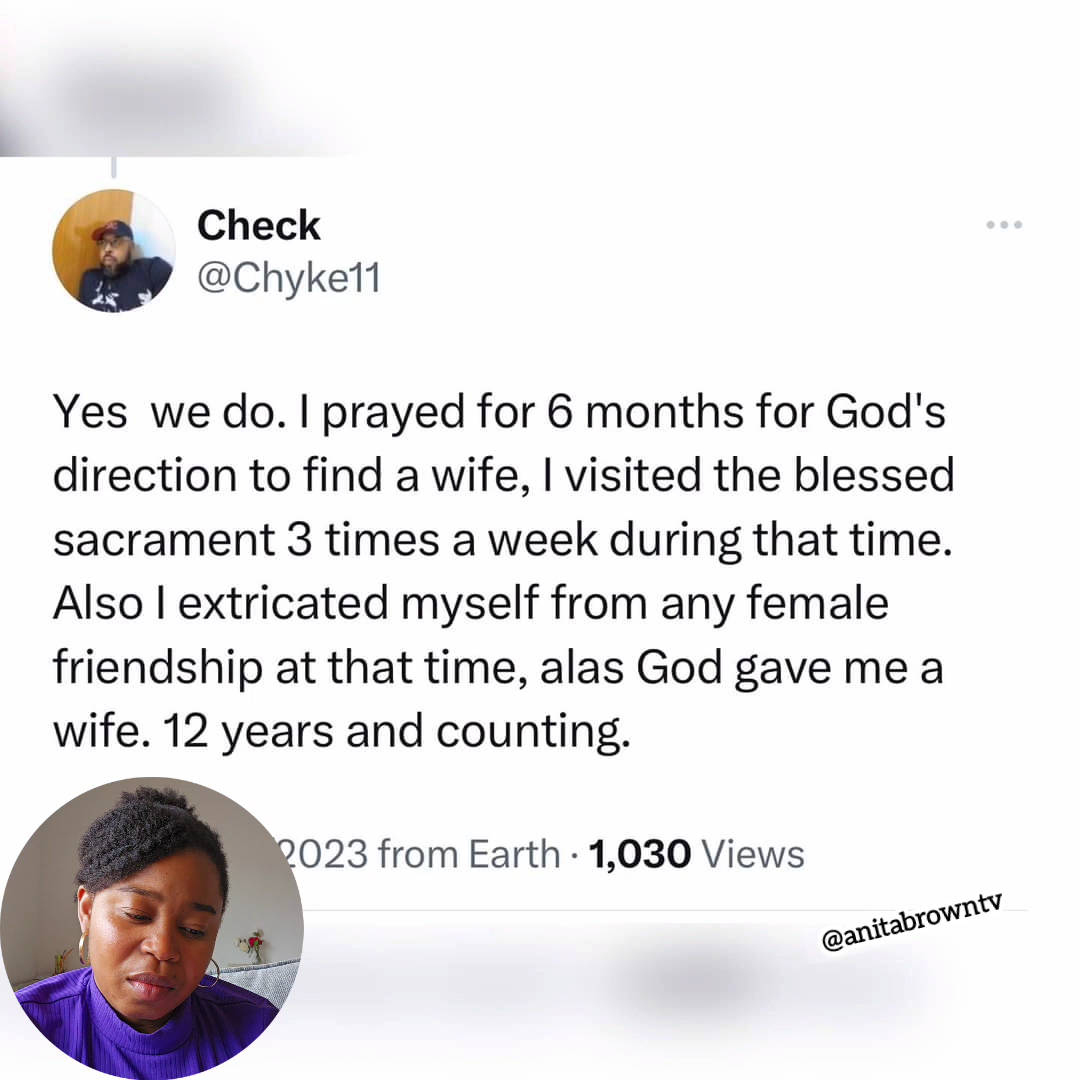 Check
@Chyke11
Yes we do. I prayed for 6 months for God's
direction to find a wife, I visited the blessed
sacrament 3 times a week during that time.
Also I extricated myself from any female
friendship at that time, alas God gave me a
wife. 12 years and counting.
2023 from Earth · 1,030 Views
@anitabrowntv